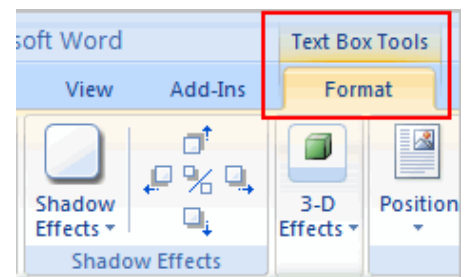 soft Word
Text Box Tools
View
Add-Ins
Format
Shadow
Effects
3-D
Effects
Position
Shadow Effects